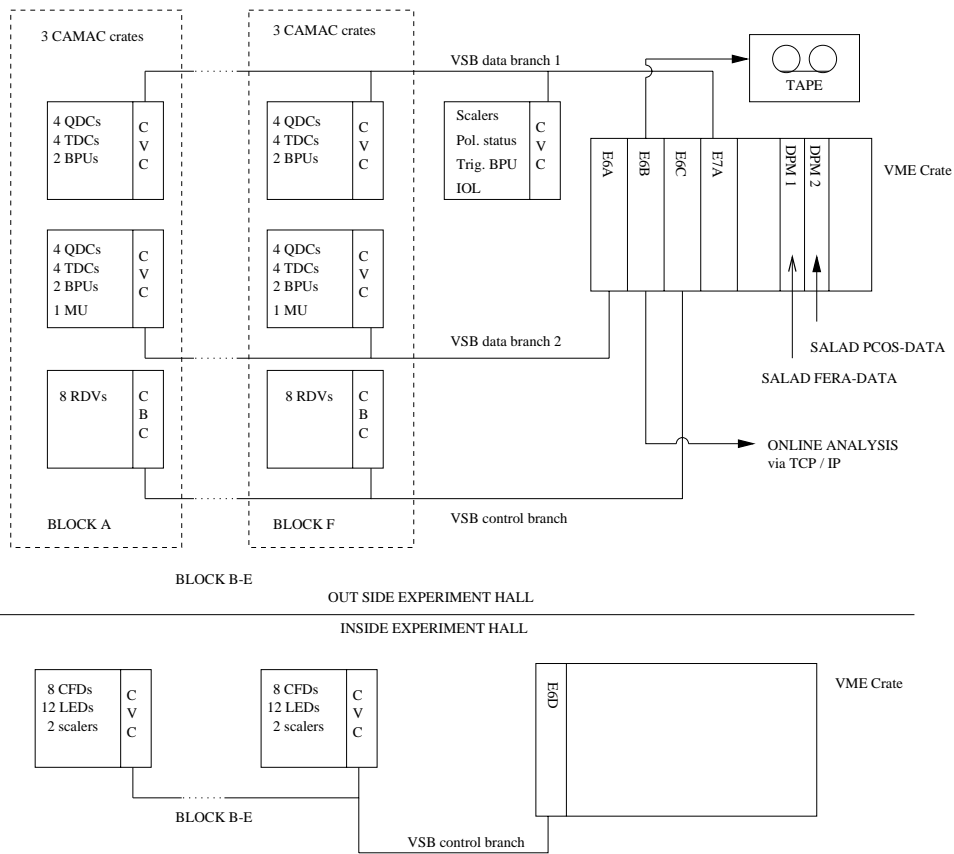 3 CAMAC crates
3 CAMAC crates
VSB data branch 1
TAPE
4 QDCs
4 TDCs
2 BPUs
C
V
C
4 QDCs
4 TDCs
2 BPUs
C
V
C
Scalers
Pol. status
Trig. BPU
IOL
C
V
C
E6A
E6B
E6C
E7A
DPM 1
DPM 2
VME Crate
4 QDCs
4 TDCs
2 BPUs
1 MU
C
V
C
4 QDCs
4 TDCs
2 BPUs
1 MU
C
V
C
VSB data branch 2
SALAD PCOS-DATA
SALAD FERA-DATA
8 RDVs
C
B
C
8 RDVs
C
B
C
ONLINE ANALYSIS
via TCP / IP
BLOCK A
BLOCK F
VSB control branch
BLOCK B-E
OUT SIDE EXPERIMENT HALL
INSIDE EXPERIMENT HALL
8 CFDs
12 LEDs
2 scalers
C
V
C
8 CFDs
12 LEDs
2 scalers
C
V
C
E6D
VME Crate
BLOCK B-E
VSB control branch